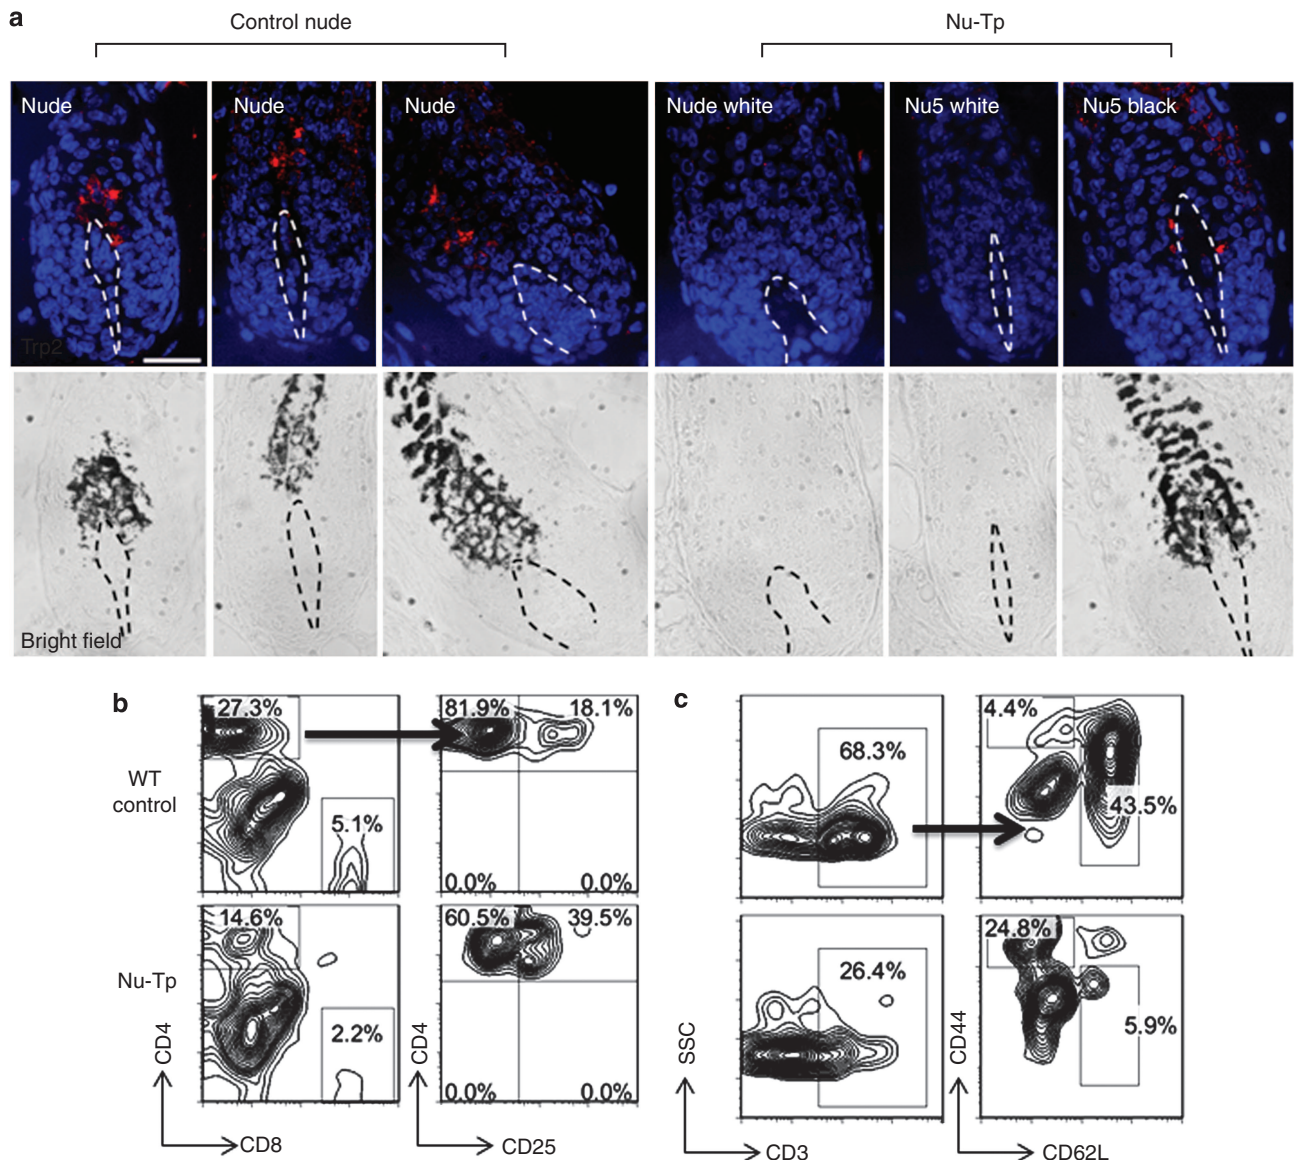 a
Control nude
Nu-Tp
Nude
Nude
Nude
Nude white
Nu5 white
Nu5 black
Trp2
Bright field
b
27.3%
81.9%
18.1%
c
4.4%
WT
control
5.1%
68.3%
43.5%
0.0%
0.0%
14.6%
60.5%
39.5%
24.8%
Nu-Tp
26.4%
2.2%
5.9%
CD4
CD4
SSC
CD44
0.0%
0.0%
CD8
CD25
CD3
CD62L